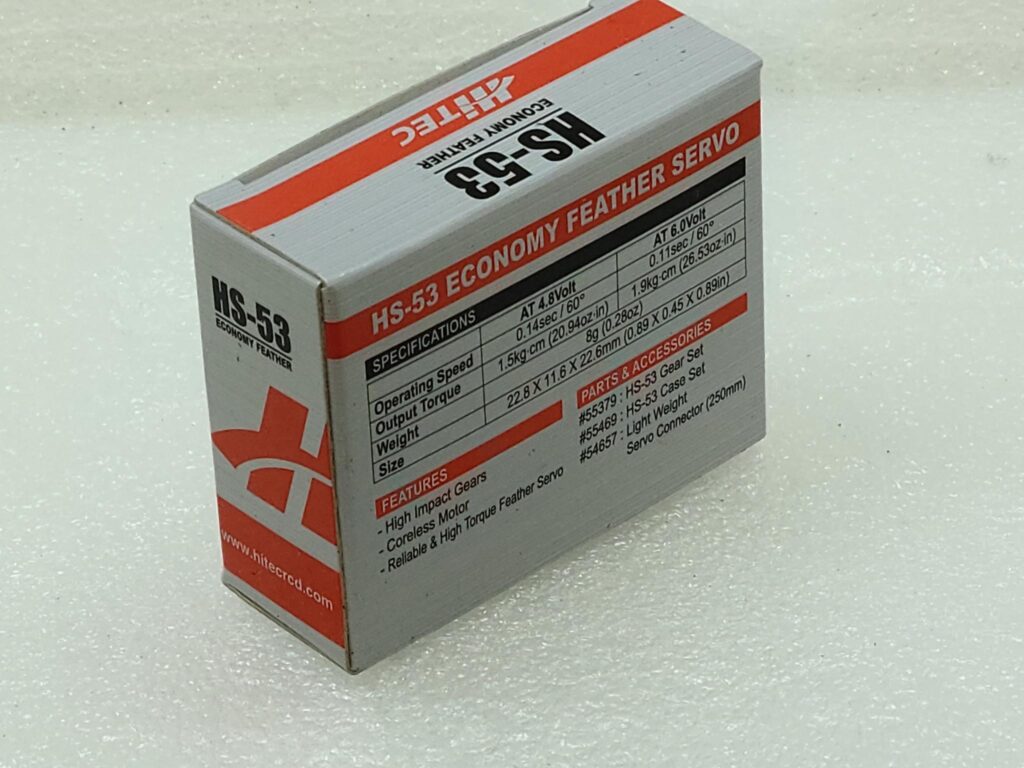 HiTEC
ECONOMY FEATHER
HS-53
HS-53
ECONOMY FEATHER
www.hitecrcd.com
HS-53 ECONOMY FEATHER SERVO
SPECIFICATIONS
AT 4.8Volt AT 6.0Volt
Operating Speed 0.14sec / 60° 0.11sec / 60°
Output Torque 1.5kg·cm (20.94oz·in) 1.9kg·cm (26.53oz·in)
Weight 8g (0.28oz)
Size 22.8 X 11.6 X 22.6mm (0.89 X 0.45 X 0.89in)
FEATURES
- High Impact Gears
- Coreless Motor
- Reliable & High Torque Feather Servo
PARTS & ACCESSORIES
#55379 : HS-53 Gear Set
#55469 : HS-53 Case Set
#54657 : Light Weight
Servo Connector (250mm)